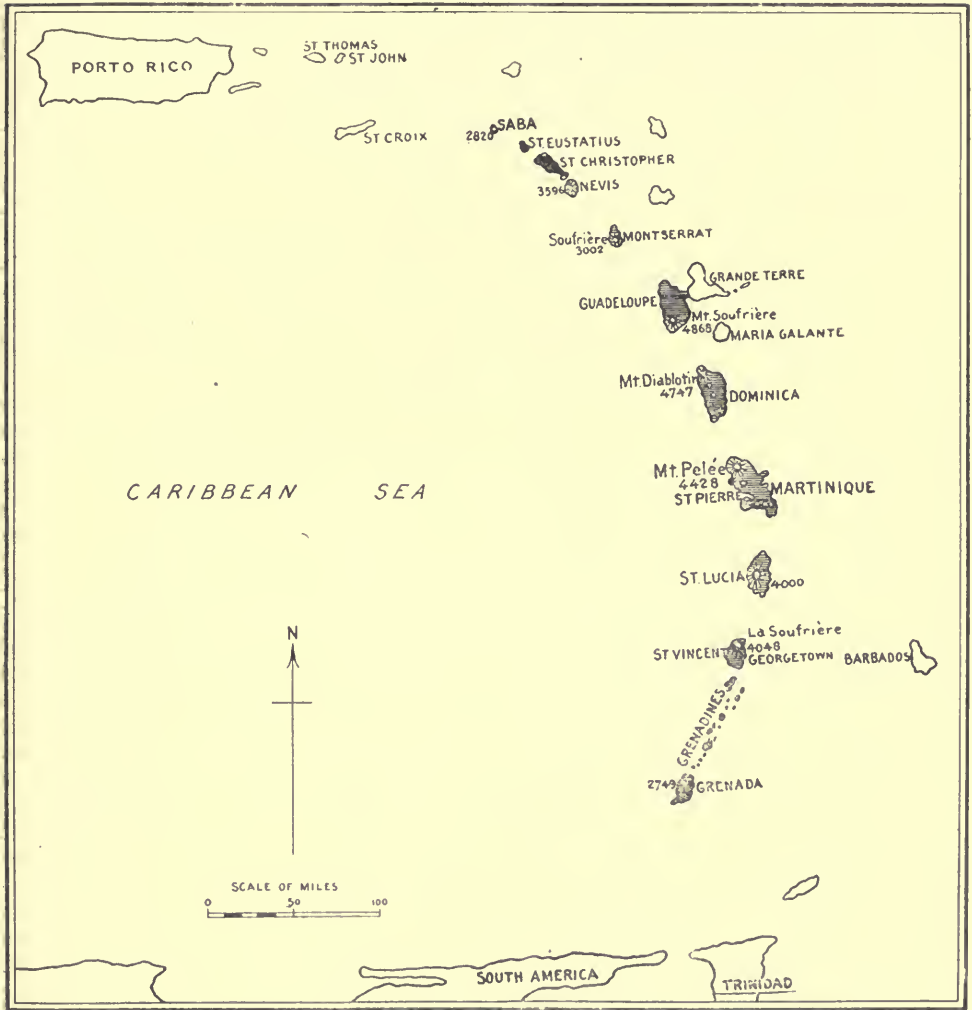 PORTO RICO
ST THOMAS
ST JOHN
ST CROIX
2820
SABA
ST. EUSTATIUS
ST CHRISTOPHER
3596
NEVIS
Soufrière
3002
MONTSERRAT
GRANDE TERRE
GUADELOUPE
Mt. Soufrière
4868
MARIA GALANTE
Mt. Diablotin
4747
DOMINICA
Mt. Pelée
4428
ST PIERRE
MARTINIQUE
CARIBBEAN SEA
ST. LUCIA
4000
La Soufrière
4048
ST VINCENT
GEORGETOWN
BARBADOS
GRENADINES
2749
GRENADA
N
SCALE OF MILES
0 50 100
SOUTH AMERICA
TRINIDAD